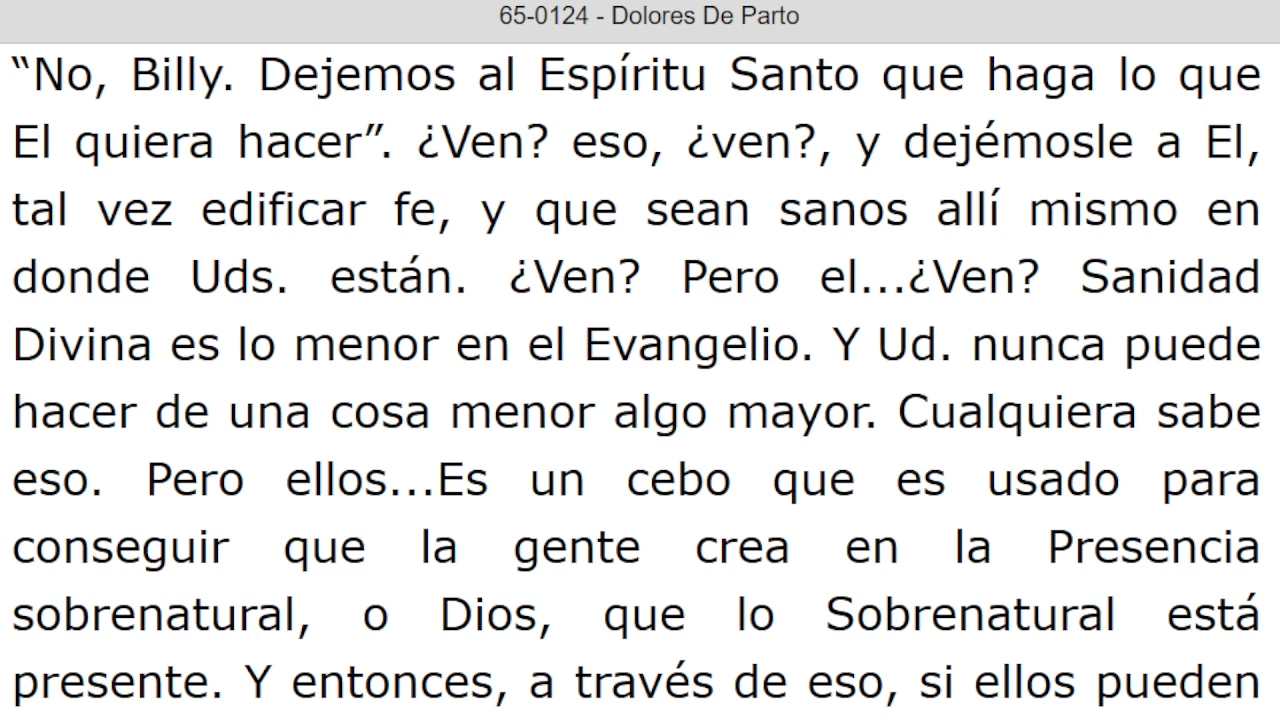 65-0124 - Dolores De Parto
“No, Billy. Dejemos al Espíritu Santo que haga lo que
El quiera hacer”. ¿Ven? eso, ¿ven?, y dejémosle a El,
tal vez edificar fe, y que sean sanos allí mismo en
donde Uds. están. ¿Ven? Pero el...¿Ven? Sanidad
Divina es lo menor en el Evangelio. Y Ud. nunca puede
hacer de una cosa menor algo mayor. Cualquiera sabe
eso. Pero ellos...Es un cebo que es usado para
conseguir que la gente crea en la Presencia
sobrenatural, o Dios, que lo Sobrenatural está
presente. Y entonces, a través de eso, si ellos pueden